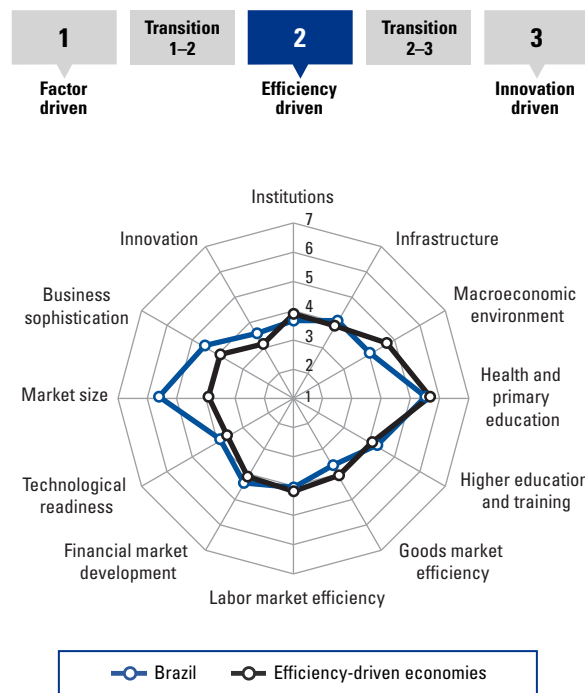 1
Transition
1–2
2
Transition
2–3
3
Factor
driven
Efficiency
driven
Innovation
driven
Institutions
7
6
5
4
3
2
1
Innovation
Infrastructure
Business
sophistication
Macroeconomic
environment
Market size
Health and
primary
education
Technological
readiness
Higher education
and training
Financial market
development
Goods market
efficiency
Labor market efficiency
Brazil
Efficiency-driven economies